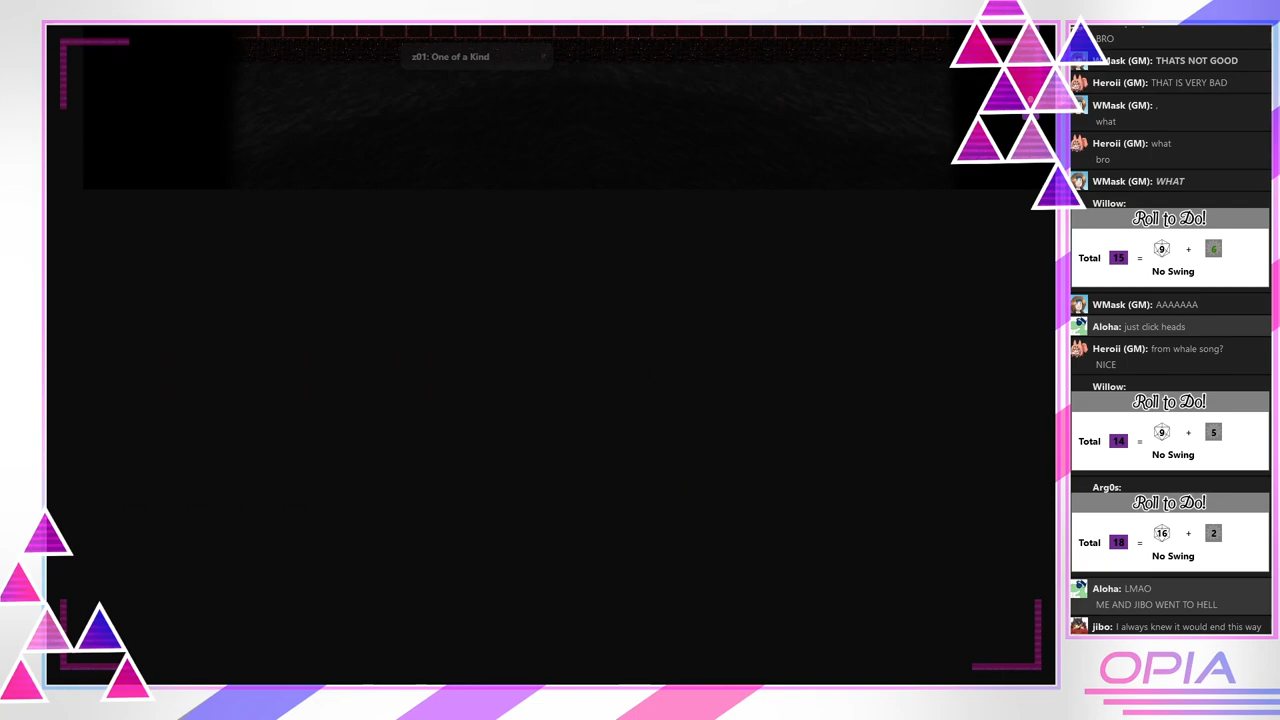 z01: One of a Kind
BRO
WMask (GM): THATS NOT GOOD
Heroii (GM): THAT IS VERY BAD
WMask (GM): ,
what
Heroii (GM): what
bro
WMask (GM): WHAT
Willow:
Roll to Do!
Total 15 = 9 + 6
No Swing
WMask (GM): AAAAAAA
Aloha: just click heads
Heroii (GM): from whale song?
NICE
Willow:
Roll to Do!
Total 14 = 9 + 5
No Swing
Arg0s:
Roll to Do!
Total 18 = 16 + 2
No Swing
Aloha: LMAO
ME AND JIBO WENT TO HELL
jibo: I always knew it would end this way
OPIA